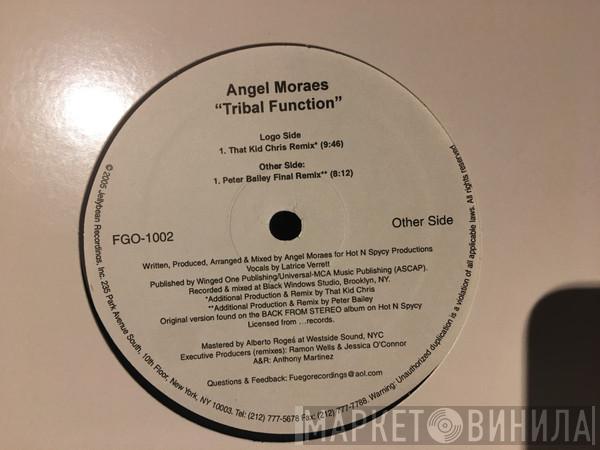 Angel Moraes
“Tribal Function”
Logo Side
1. That Kid Chris Remix* (9:46)
Other Side:
1. Peter Bailey Final Remix** (8:12)
FGO-1002
Other Side
Written, Produced, Arranged & Mixed by Angel Moraes for Hot N Spycy Productions
Vocals by Latrice Verrett
Published by Winged One Publishing/Universal-MCA Music Publishing (ASCAP).
Recorded & mixed at Black Windows Studio, Brooklyn, NY.
*Additional Production & Remix by That Kid Chris
**Additional Production & Remix by Peter Bailey
Original version found on the BACK FROM STEREO album on Hot N Spycy
Licensed from ...records.
Mastered by Alberto Rogeš at Westside Sound, NYC
Executive Producers (remixes): Ramon Wells & Jessica O'Connor
A&R: Anthony Martinez
Questions & Feedback: Fuegorecordings@aol.com
© 2005 Jellybean Recordings, Inc. 235 Park Avenue South, 10th Floor, New York, NY 10003. Tel: (212) 777-5678 Fax: (212) 777-7788. Warning: Unauthorized duplication is a violation of all applicable laws. All rights reserved.
МАРКЕТ ВИНИЛА